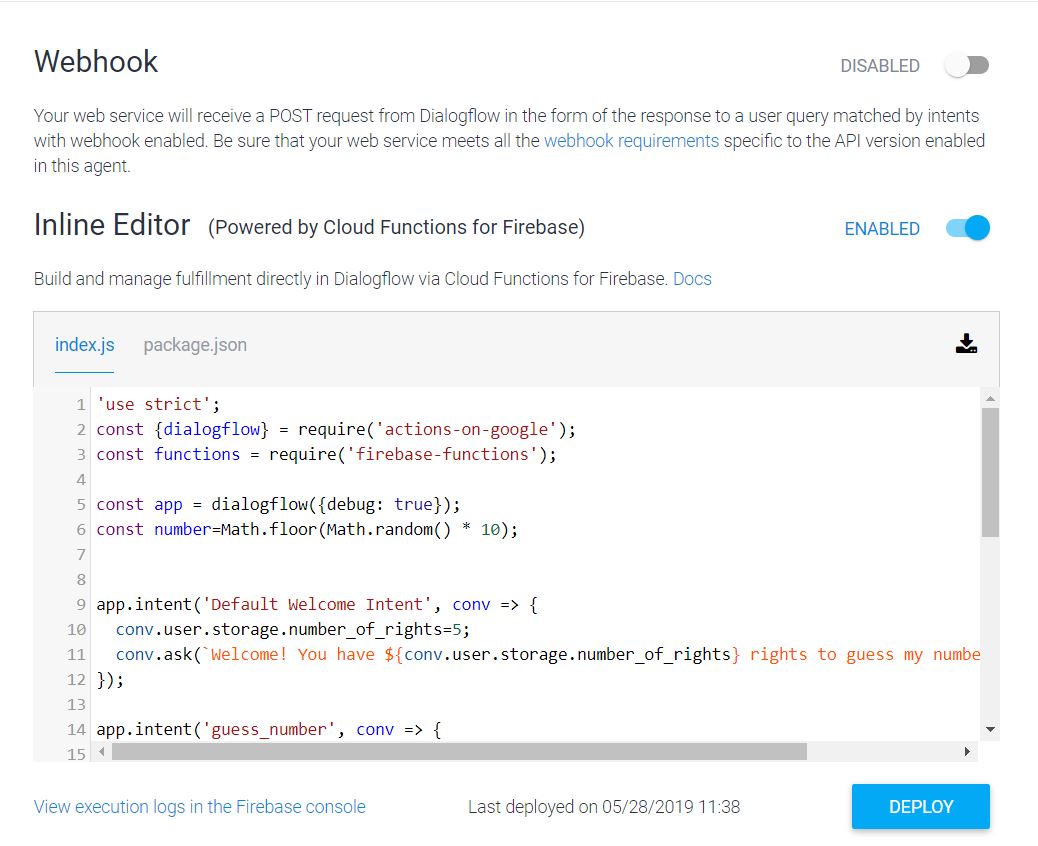 Webhook
DISABLED
Your web service will receive a POST request from Dialogflow in the form of the response to a user query matched by intents
with webhook enabled. Be sure that your web service meets all the webhook requirements specific to the API version enabled
in this agent.
Inline Editor (Powered by Cloud Functions for Firebase)
ENABLED
Build and manage fulfillment directly in Dialogflow via Cloud Functions for Firebase. Docs
index.js package.json
1 'use strict';
2 const {dialogflow} = require('actions-on-google');
3 const functions = require('firebase-functions');
4
5 const app = dialogflow({debug: true});
6 const number=Math.floor(Math.random() * 10);
7
8
9 app.intent('Default Welcome Intent', conv => {
10 conv.user.storage.number_of_rights=5;
11 conv.ask(`Welcome! You have ${conv.user.storage.number_of_rights} rights to guess my numbe
12 });
13
14 app.intent('guess_number', conv => {
15
View execution logs in the Firebase console
Last deployed on 05/28/2019 11:38
DEPLOY